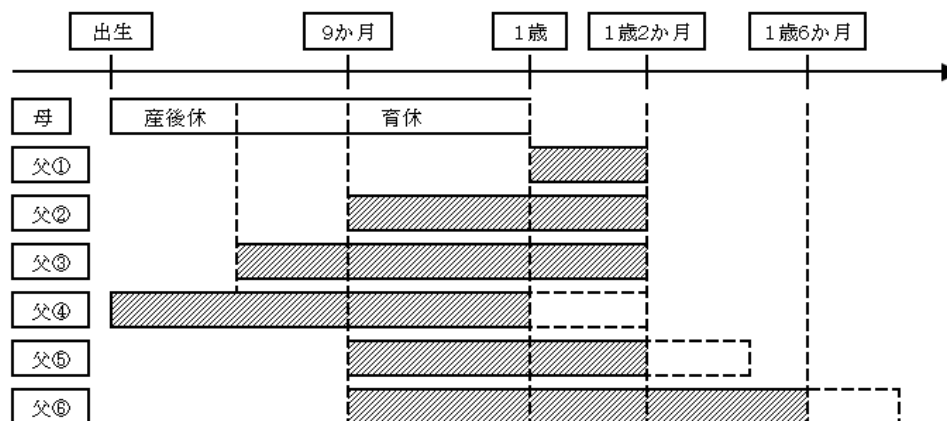 出生 9か月 1歳 1歳2か月 1歳6か月
母 産後休 育休
父①
父②
父③
父④
父⑤
父⑥